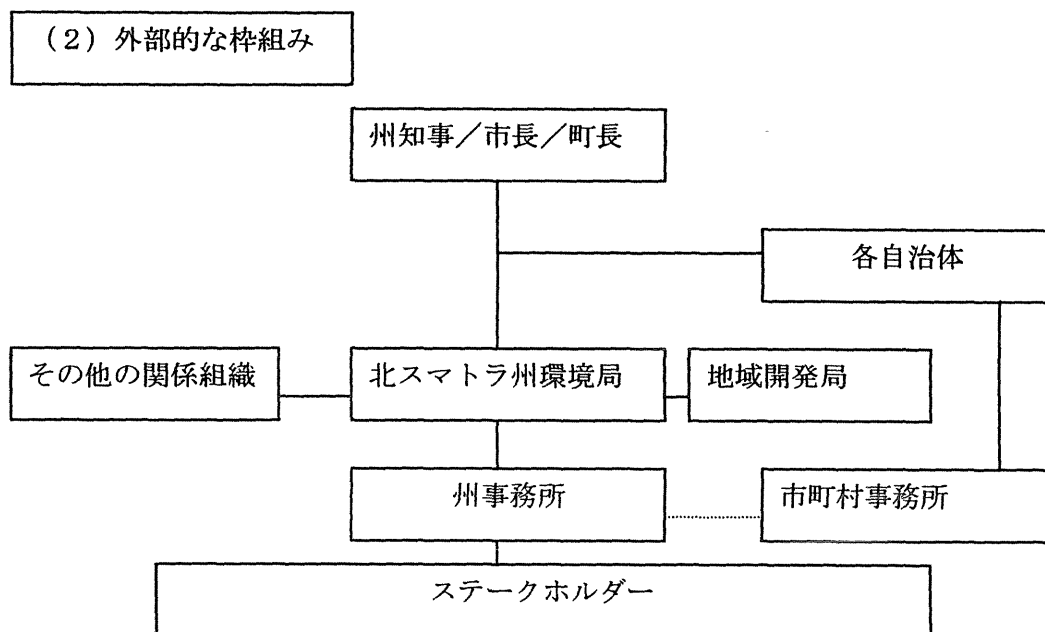 （2）外部的な枠組み
州知事／市長／町長
各自治体
その他の関係組織
北スマトラ州環境局
地域開発局
州事務所
市町村事務所
ステークホルダー